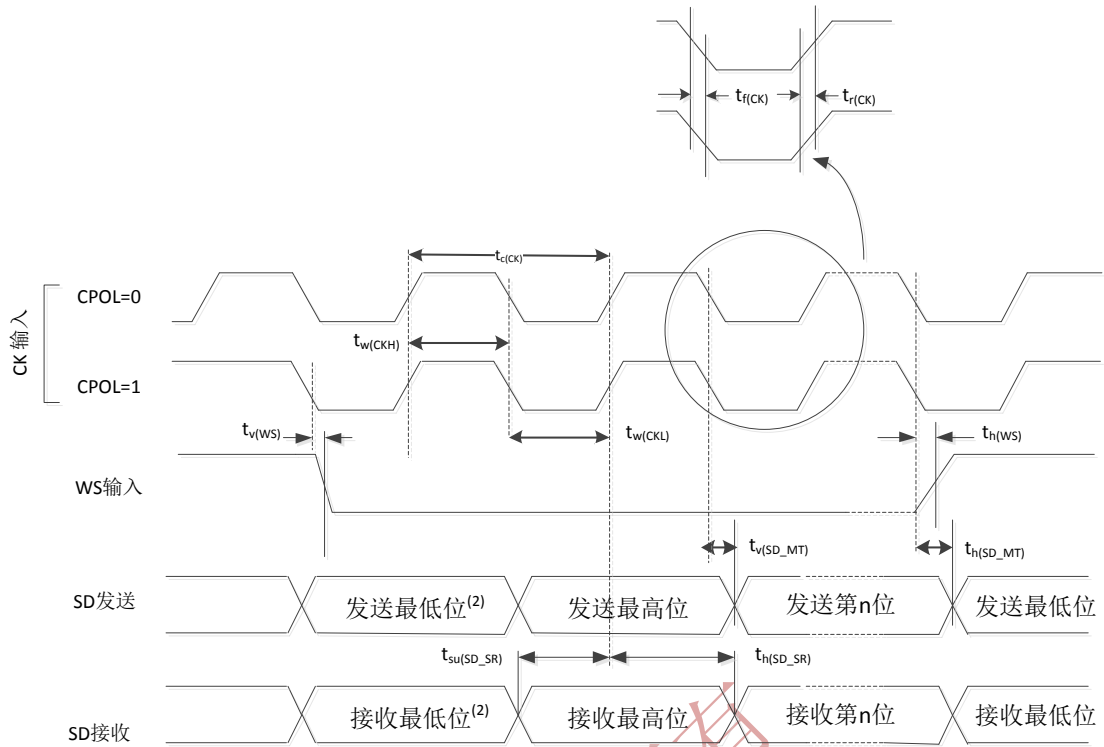 tf(CK)
tr(CK)
tc(CK)
CK 输入
CPOL=0
tw(CKH)
CPOL=1
tv(WS)
tw(CKL)
th(WS)
WS输入
tv(SD_MT)
th(SD_MT)
SD发送
发送最低位(2)
发送最高位
发送第n位
发送最低位
tsu(SD_SR)
th(SD_SR)
SD接收
接收最低位(2)
接收最高位
接收第n位
接收最低位